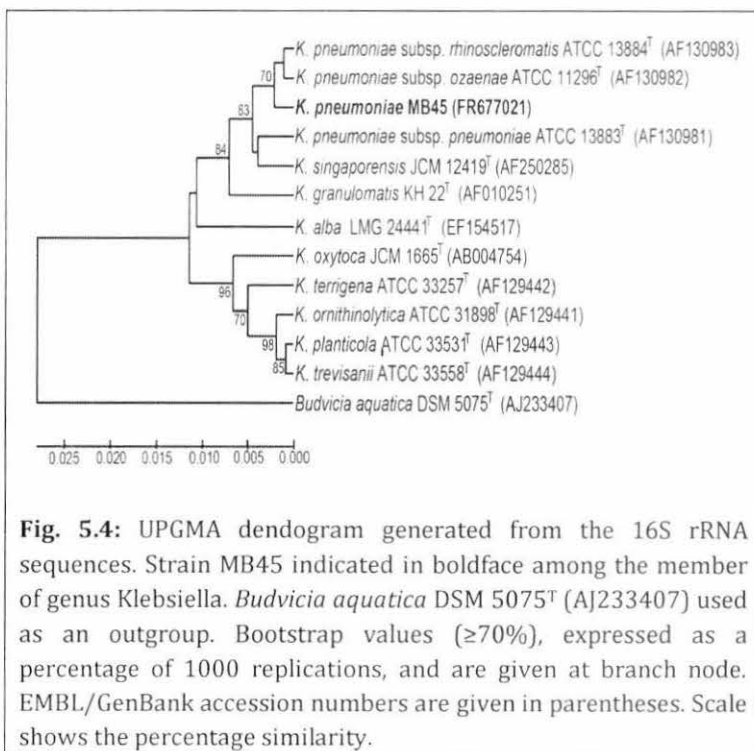 K. pneumoniae subsp. rhinoscleromatis ATCC 13884ᵀ (AF130983)
70
K. pneumoniae subsp. ozaenae ATCC 11296ᵀ (AF130982)
K. pneumoniae MB45 (FR677021)
63
K. pneumoniae subsp. pneumoniae ATCC 13883ᵀ (AF130981)
84
K. singaporensis JCM 12419ᵀ (AF250285)
K. granulomatis KH 22ᵀ (AF010251)
K. alba LMG 24441ᵀ (EF154517)
K. oxytoca JCM 1665ᵀ (AB004754)
96
K. terrigena ATCC 33257ᵀ (AF129442)
70
K. ornithinolytica ATCC 31898ᵀ (AF129441)
98
K. planticola ATCC 33531ᵀ (AF129443)
85
K. trevisanii ATCC 33558ᵀ (AF129444)
Budvicia aquatica DSM 5075ᵀ (AJ233407)
0.025 0.020 0.015 0.010 0.005 0.000
Fig. 5.4: UPGMA dendogram generated from the 16S rRNA
sequences. Strain MB45 indicated in boldface among the member
of genus Klebsiella. Budvicia aquatica DSM 5075ᵀ (AJ233407) used
as an outgroup. Bootstrap values (≥70%), expressed as a
percentage of 1000 replications, and are given at branch node.
EMBL/GenBank accession numbers are given in parentheses. Scale
shows the percentage similarity.